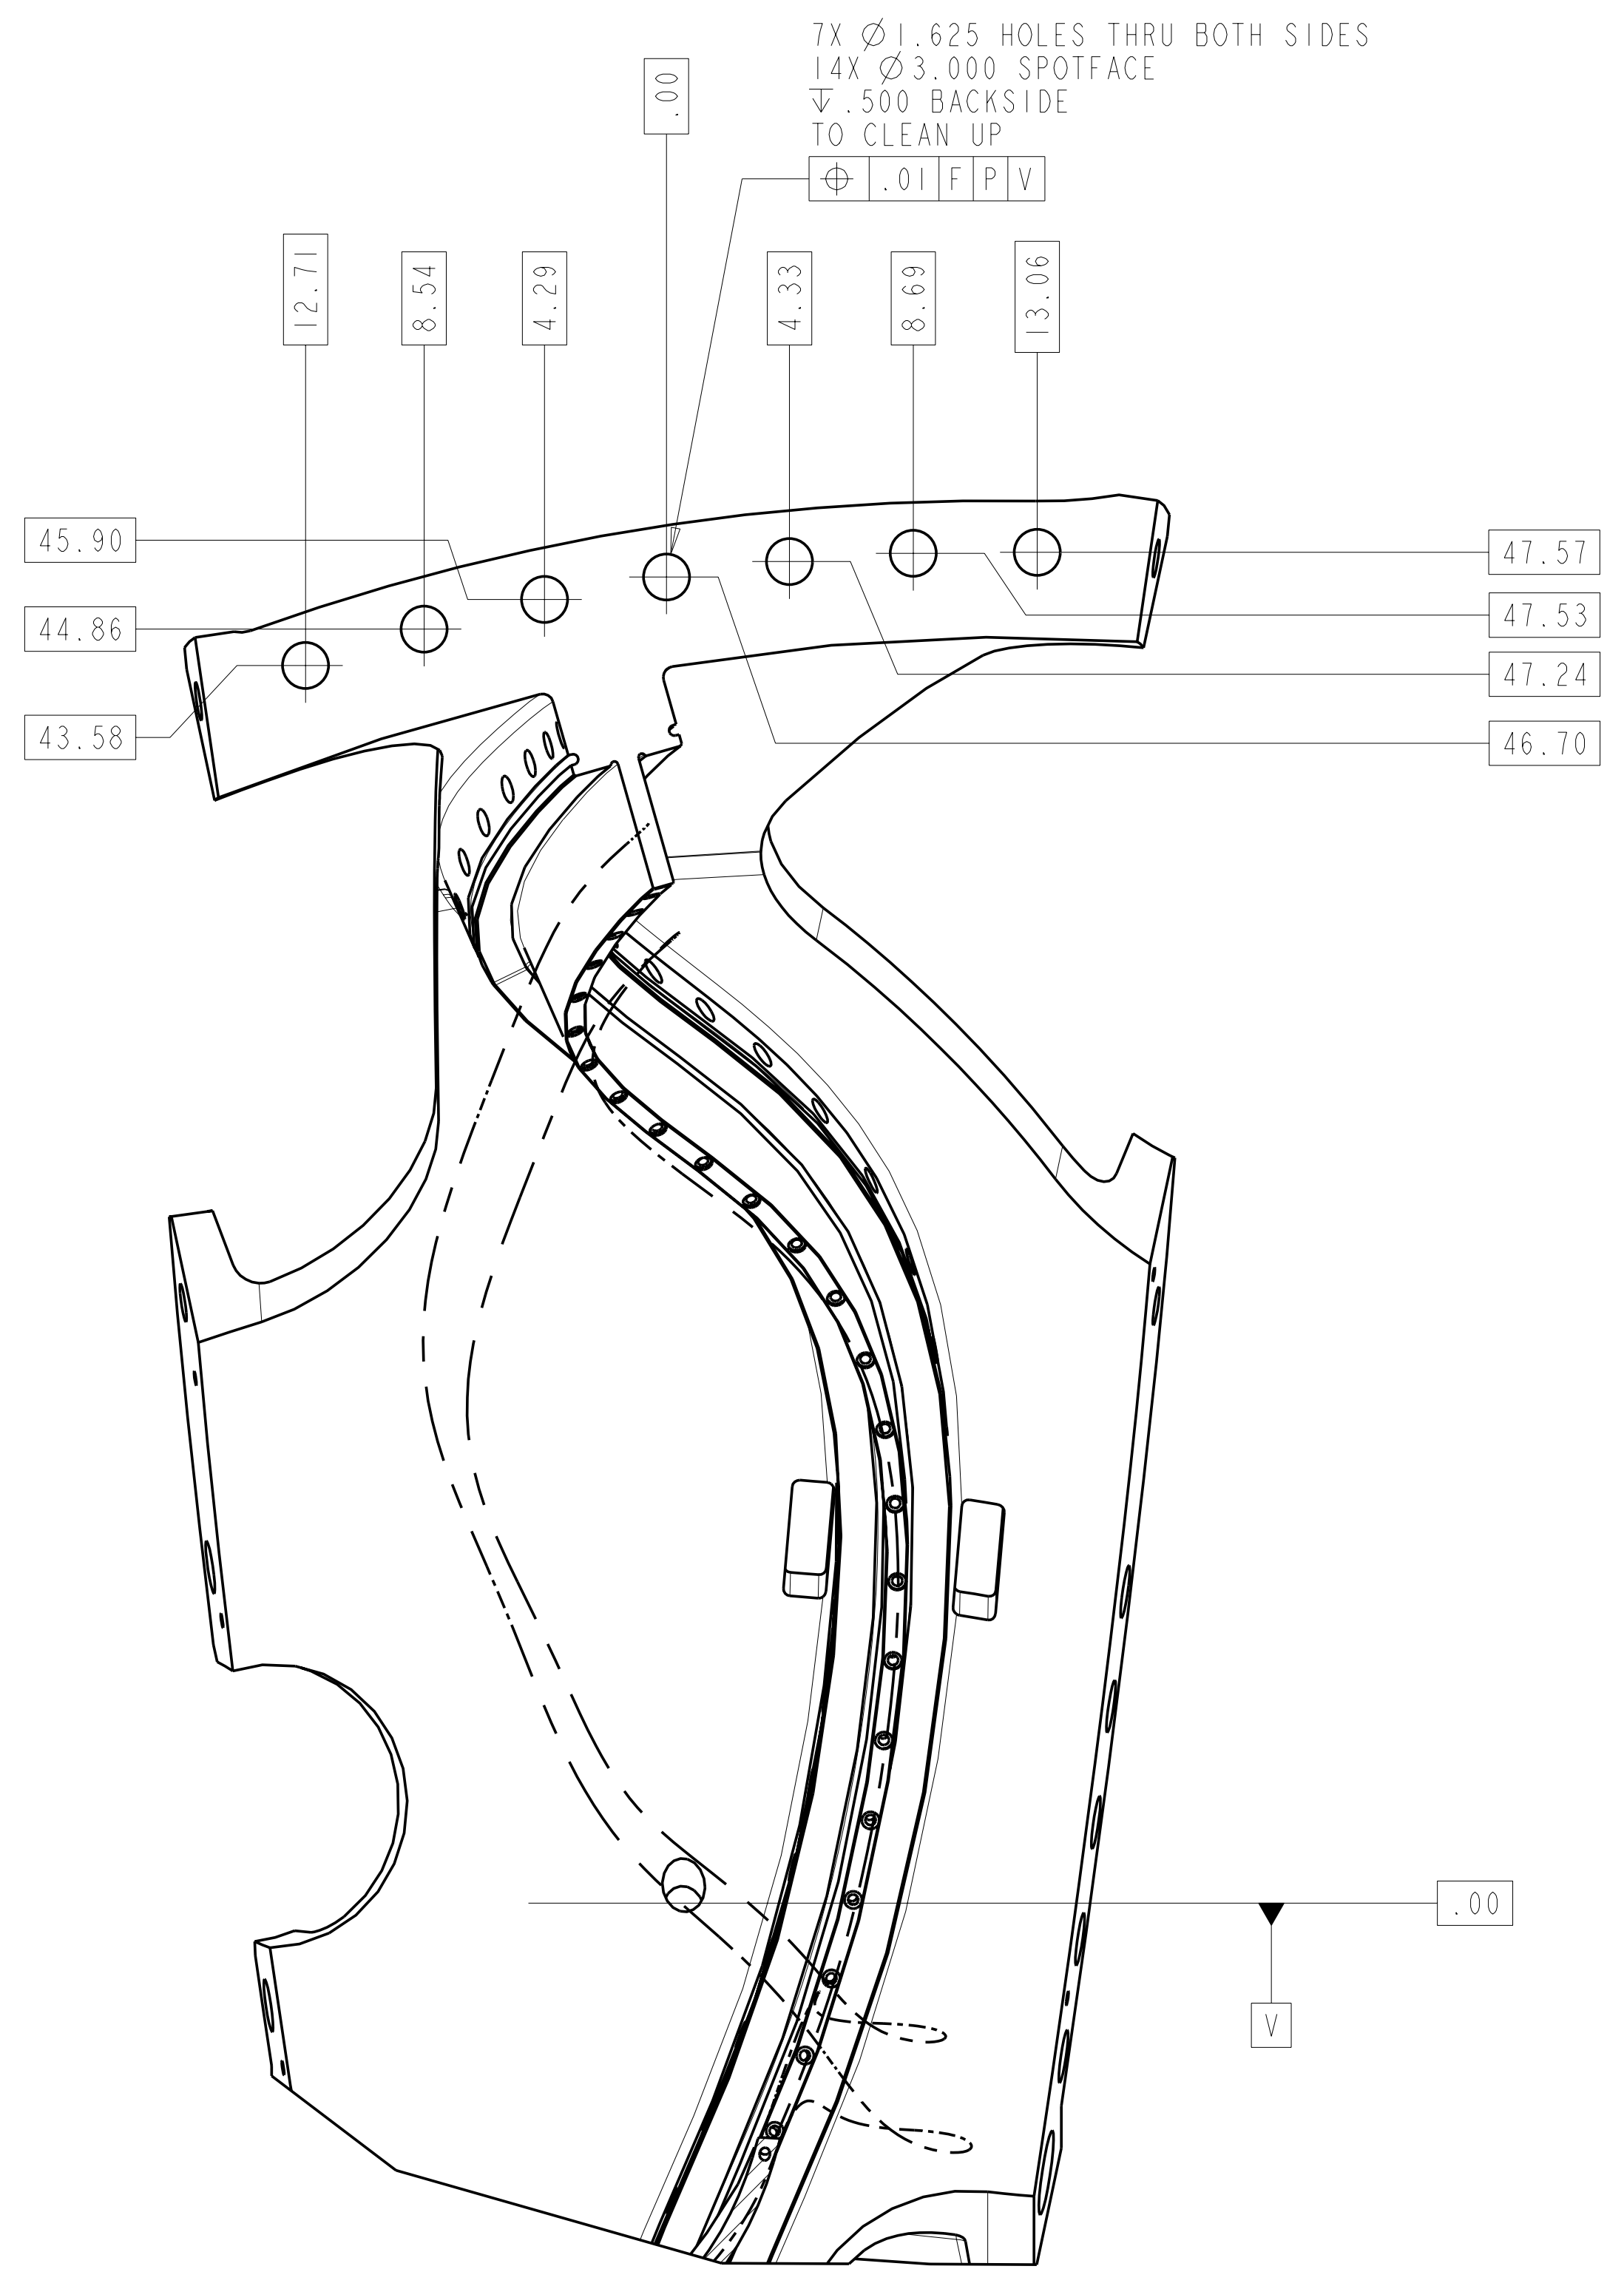 7X Ø1.625 HOLES THRU BOTH SIDES
14X Ø3.000 SPOTFACE
↧.500 BACKSIDE
TO CLEAN UP
⌖ .01 F P V
.00
12.71
8.54
4.29
4.33
8.69
13.06
45.90
44.86
43.58
47.57
47.53
47.24
46.70
.00
V